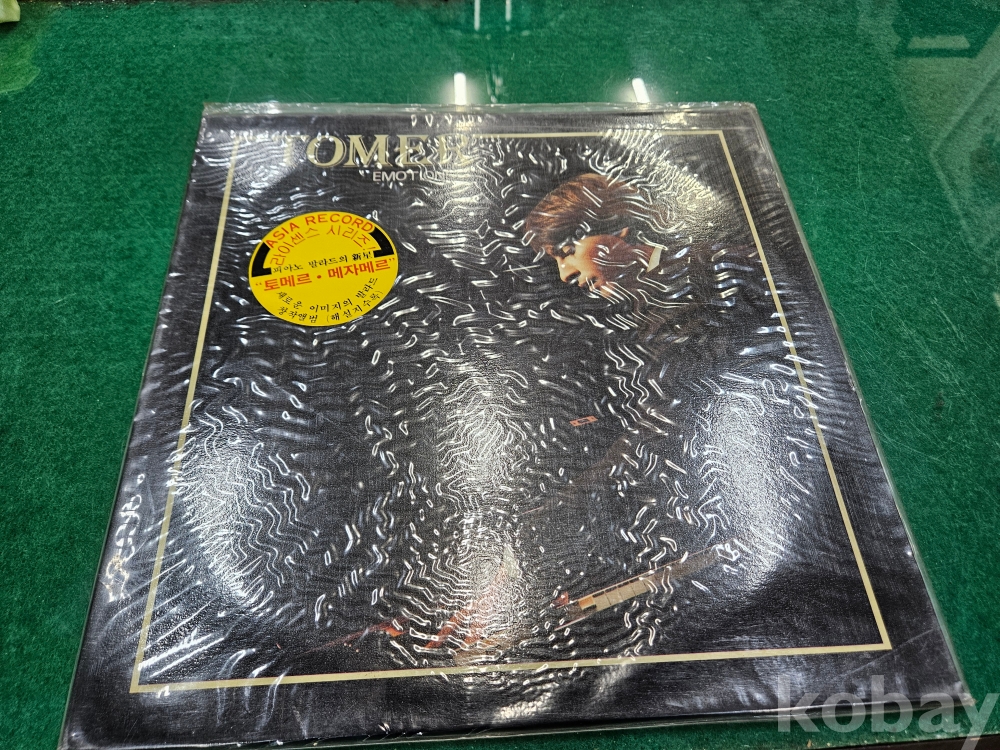 TOMER
EMOTION
ASIA RECORD
라이센스 시리즈
피아노 발라드의 新星
"토메르·메자메르"
새로운 이미지의 발라드
창작앨범 (해설지수록)
kobay